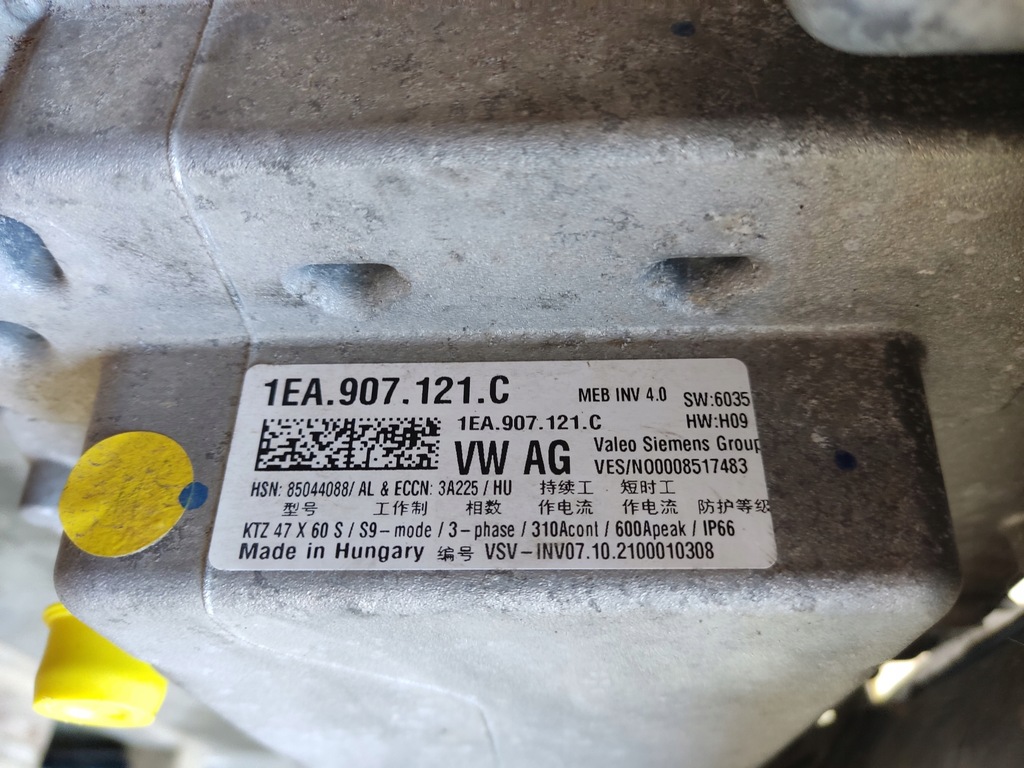 1EA.907.121.C MEB INV 4.0 SW:6035
1EA.907.121.C HW:H09
VW AG Valeo Siemens Group
VES/NO0008517483
HSN: 85044088/ AL & ECCN: 3A225 / HU 持续工 短时工
型号 工作制 相数 作电流 作电流 防护等级
KTZ 47 X 60 S / S9-mode / 3-phase / 310Acont / 600Apeak / IP66
Made in Hungary 编号 VSV-INV07.10.2100010308